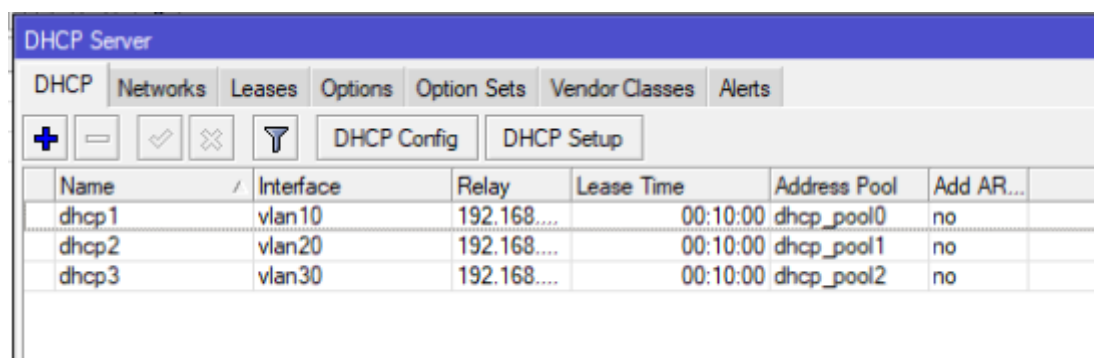 DHCP Server
DHCP Networks Leases Options Option Sets Vendor Classes Alerts
DHCP Config DHCP Setup
Name Interface Relay Lease Time Address Pool Add AR...
dhcp1 vlan10 192.168.... 00:10:00 dhcp_pool0 no
dhcp2 vlan20 192.168.... 00:10:00 dhcp_pool1 no
dhcp3 vlan30 192.168.... 00:10:00 dhcp_pool2 no